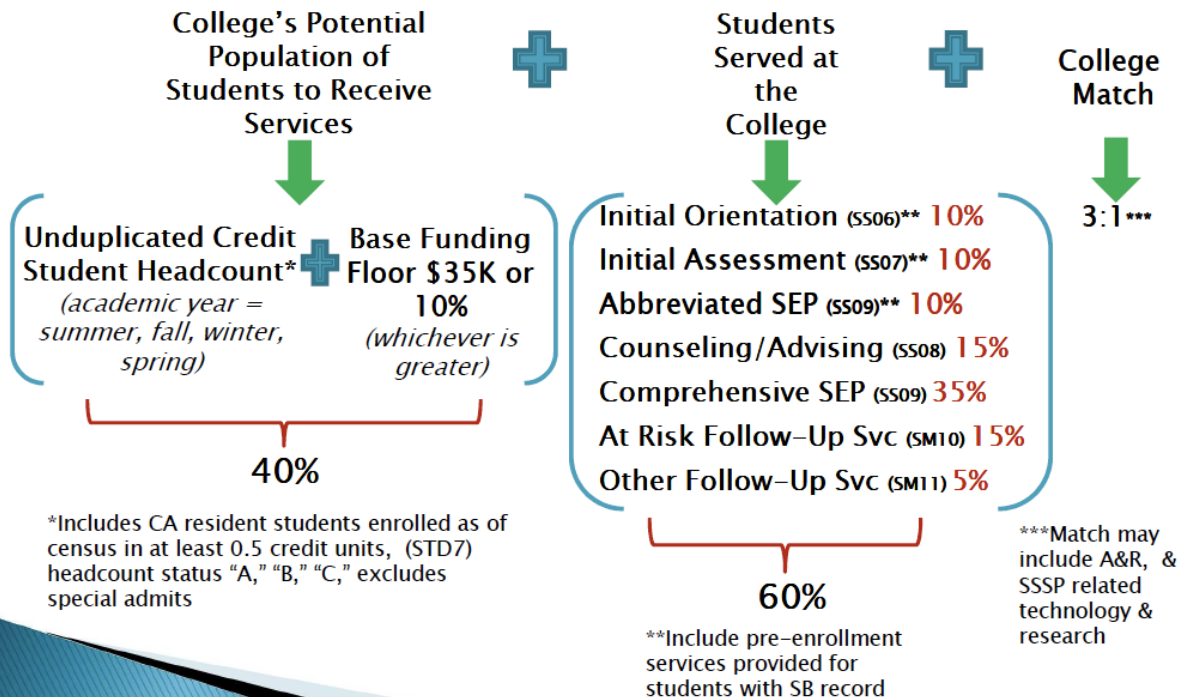 College's Potential
Population of
Students to Receive
Services
Students
Served at
the
College
College
Match
Unduplicated Credit
Student Headcount*
(academic year =
summer, fall, winter,
spring)
Base Funding
Floor $35K or
10%
(whichever is
greater)
40%
*Includes CA resident students enrolled as of
census in at least 0.5 credit units, (STD7)
headcount status “A,” “B,” “C,” excludes
special admits
Initial Orientation (SS06)** 10%
Initial Assessment (SS07)** 10%
Abbreviated SEP (SS09)** 10%
Counseling/Advising (SS08) 15%
Comprehensive SEP (SS09) 35%
At Risk Follow-Up Svc (SM10) 15%
Other Follow-Up Svc (SM11) 5%
60%
**Include pre-enrollment
services provided for
students with SB record
3:1***
***Match may
include A&R, &
SSSP related
technology &
research